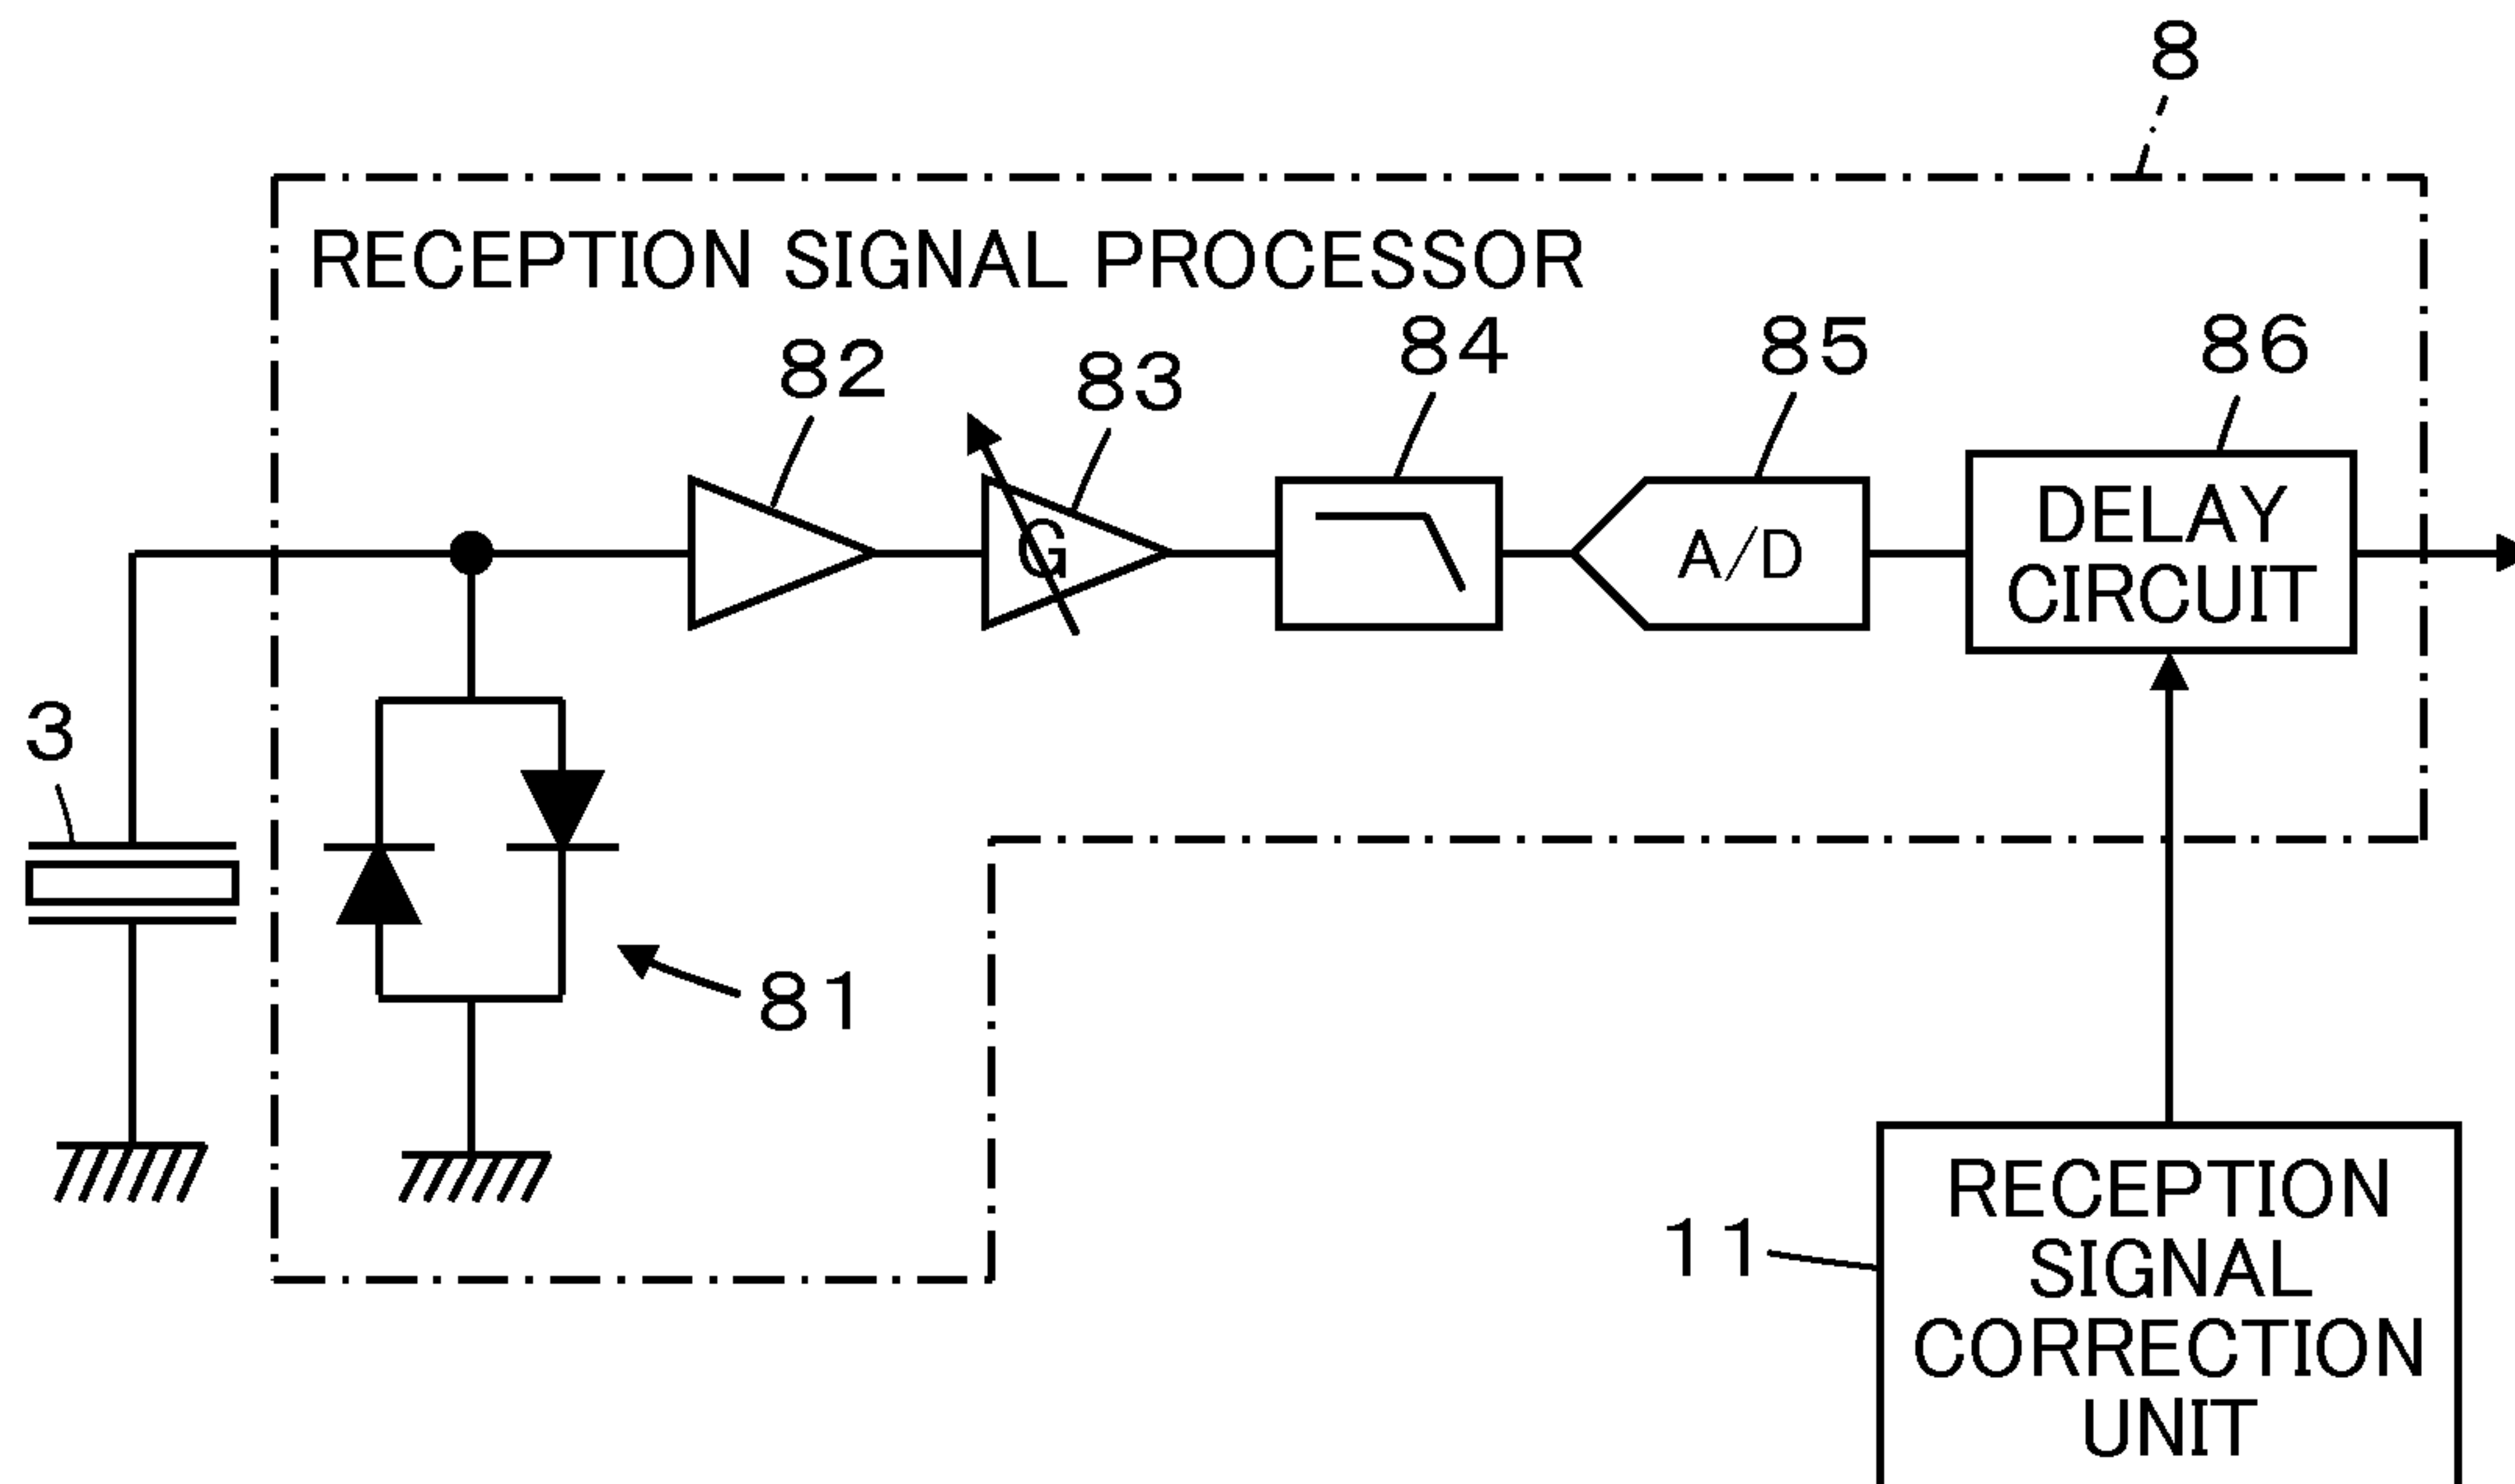 8
RECEPTION SIGNAL PROCESSOR
82
83
84
85
86
G
A/D
DELAY
CIRCUIT
3
81
11
RECEPTION
SIGNAL
CORRECTION
UNIT